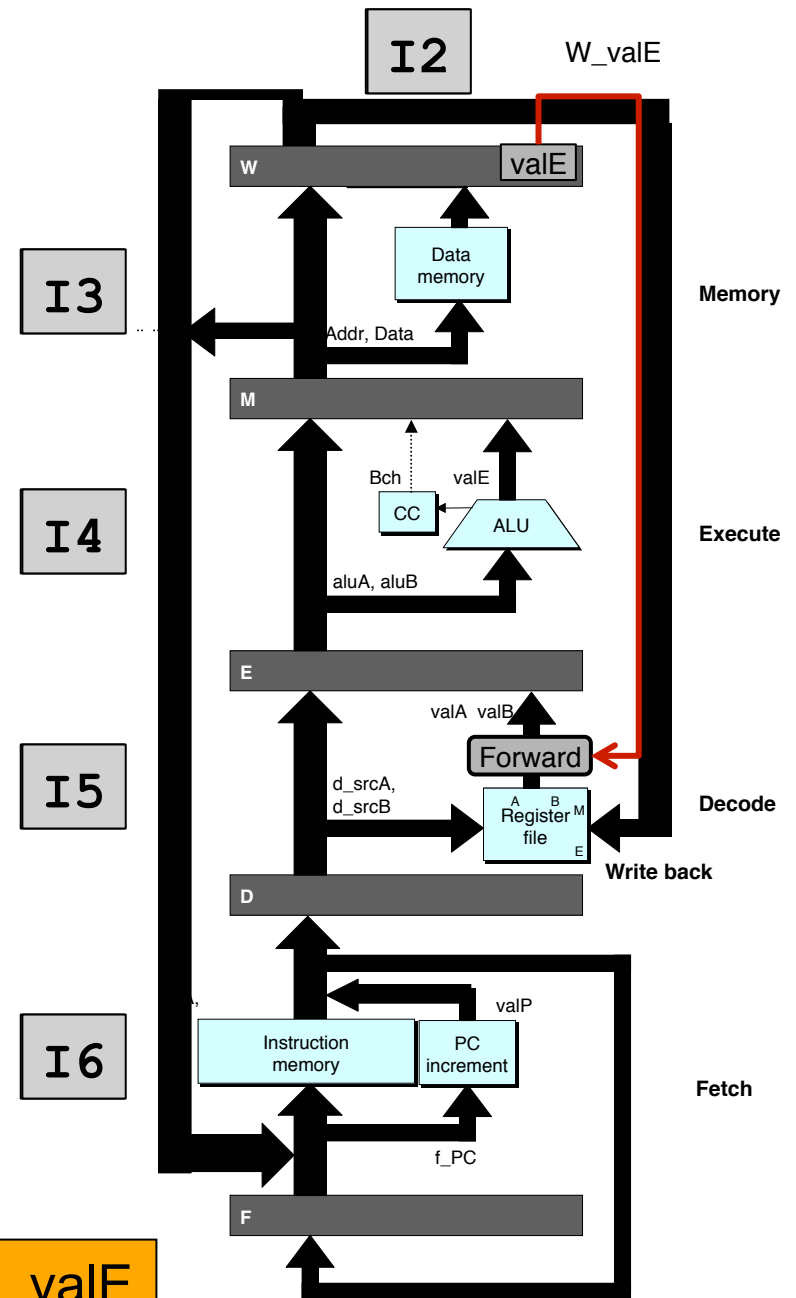 I2
W_valE
W
valE
Data
memory
I3
Memory
Addr, Data
M
Bch
valE
CC
ALU
I4
Execute
aluA, aluB
E
valA valB
Forward
I5
d_srcA,
d_srcB
A B
M
Register
file
E
Decode
Write back
D
valP
I6
Instruction
memory
PC
increment
Fetch
f_PC
F
valE